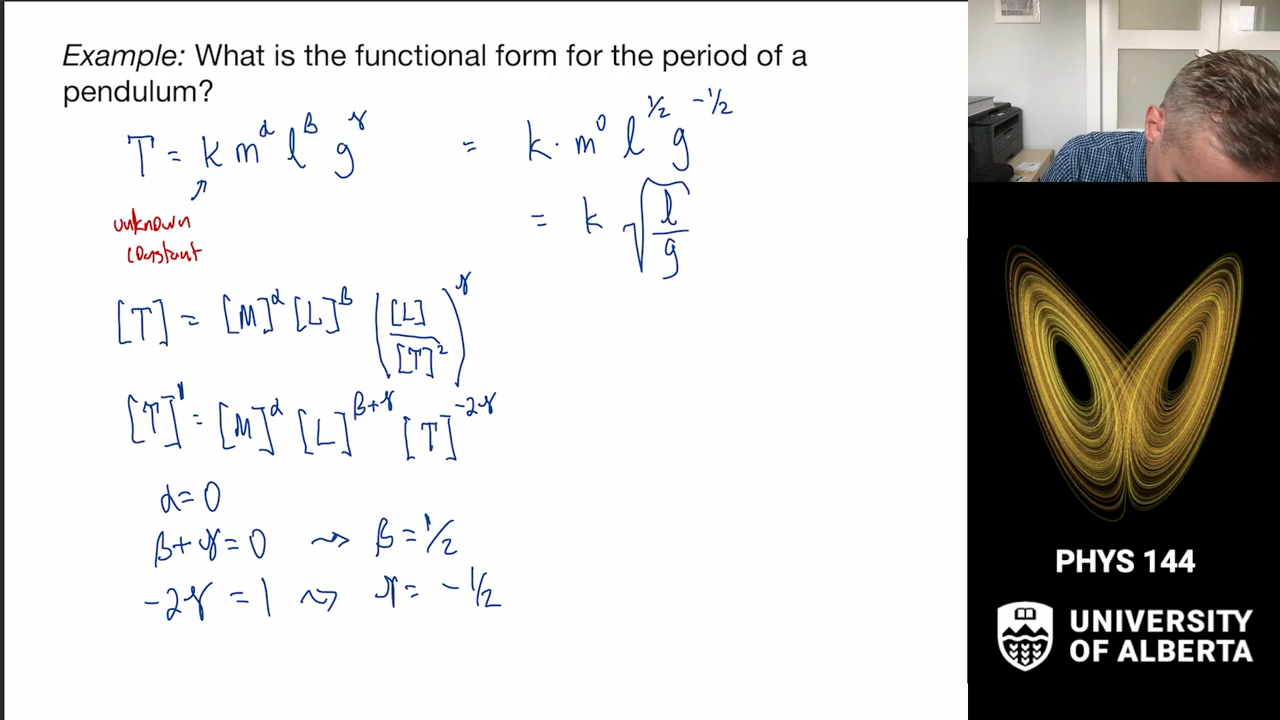 Example: What is the functional form for the period of a
pendulum?
T = k m^α l^β g^γ = k · m^0 l^{1/2} g^{-1/2}
unknown
constant
= k √(l/g)
[T] = [M]^α [L]^β ([L]/[T]^2)^γ
[T]^1 = [M]^α [L]^{β+γ} [T]^{-2γ}
α = 0
β + γ = 0 ⇝ β = 1/2
-2γ = 1 ⇝ γ = -1/2
PHYS 144
UNIVERSITY
OF ALBERTA